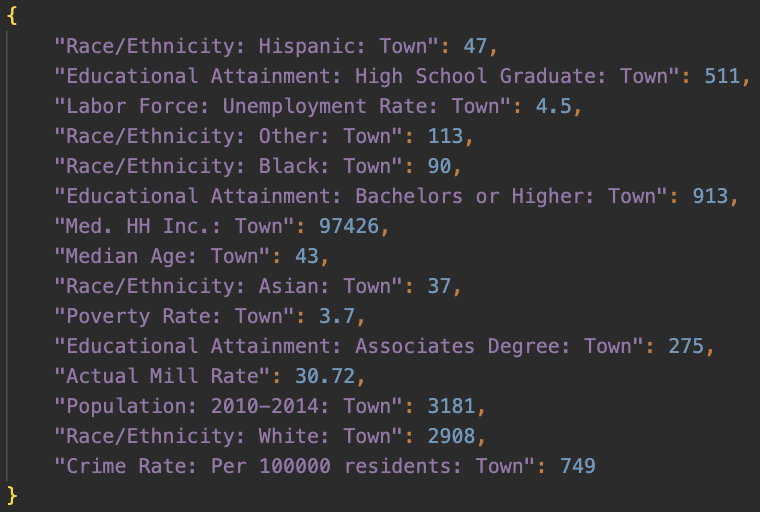 {
"Race/Ethnicity: Hispanic: Town": 47,
"Educational Attainment: High School Graduate: Town": 511,
"Labor Force: Unemployment Rate: Town": 4.5,
"Race/Ethnicity: Other: Town": 113,
"Race/Ethnicity: Black: Town": 90,
"Educational Attainment: Bachelors or Higher: Town": 913,
"Med. HH Inc.: Town": 97426,
"Median Age: Town": 43,
"Race/Ethnicity: Asian: Town": 37,
"Poverty Rate: Town": 3.7,
"Educational Attainment: Associates Degree: Town": 275,
"Actual Mill Rate": 30.72,
"Population: 2010-2014: Town": 3181,
"Race/Ethnicity: White: Town": 2908,
"Crime Rate: Per 100000 residents: Town": 749
}